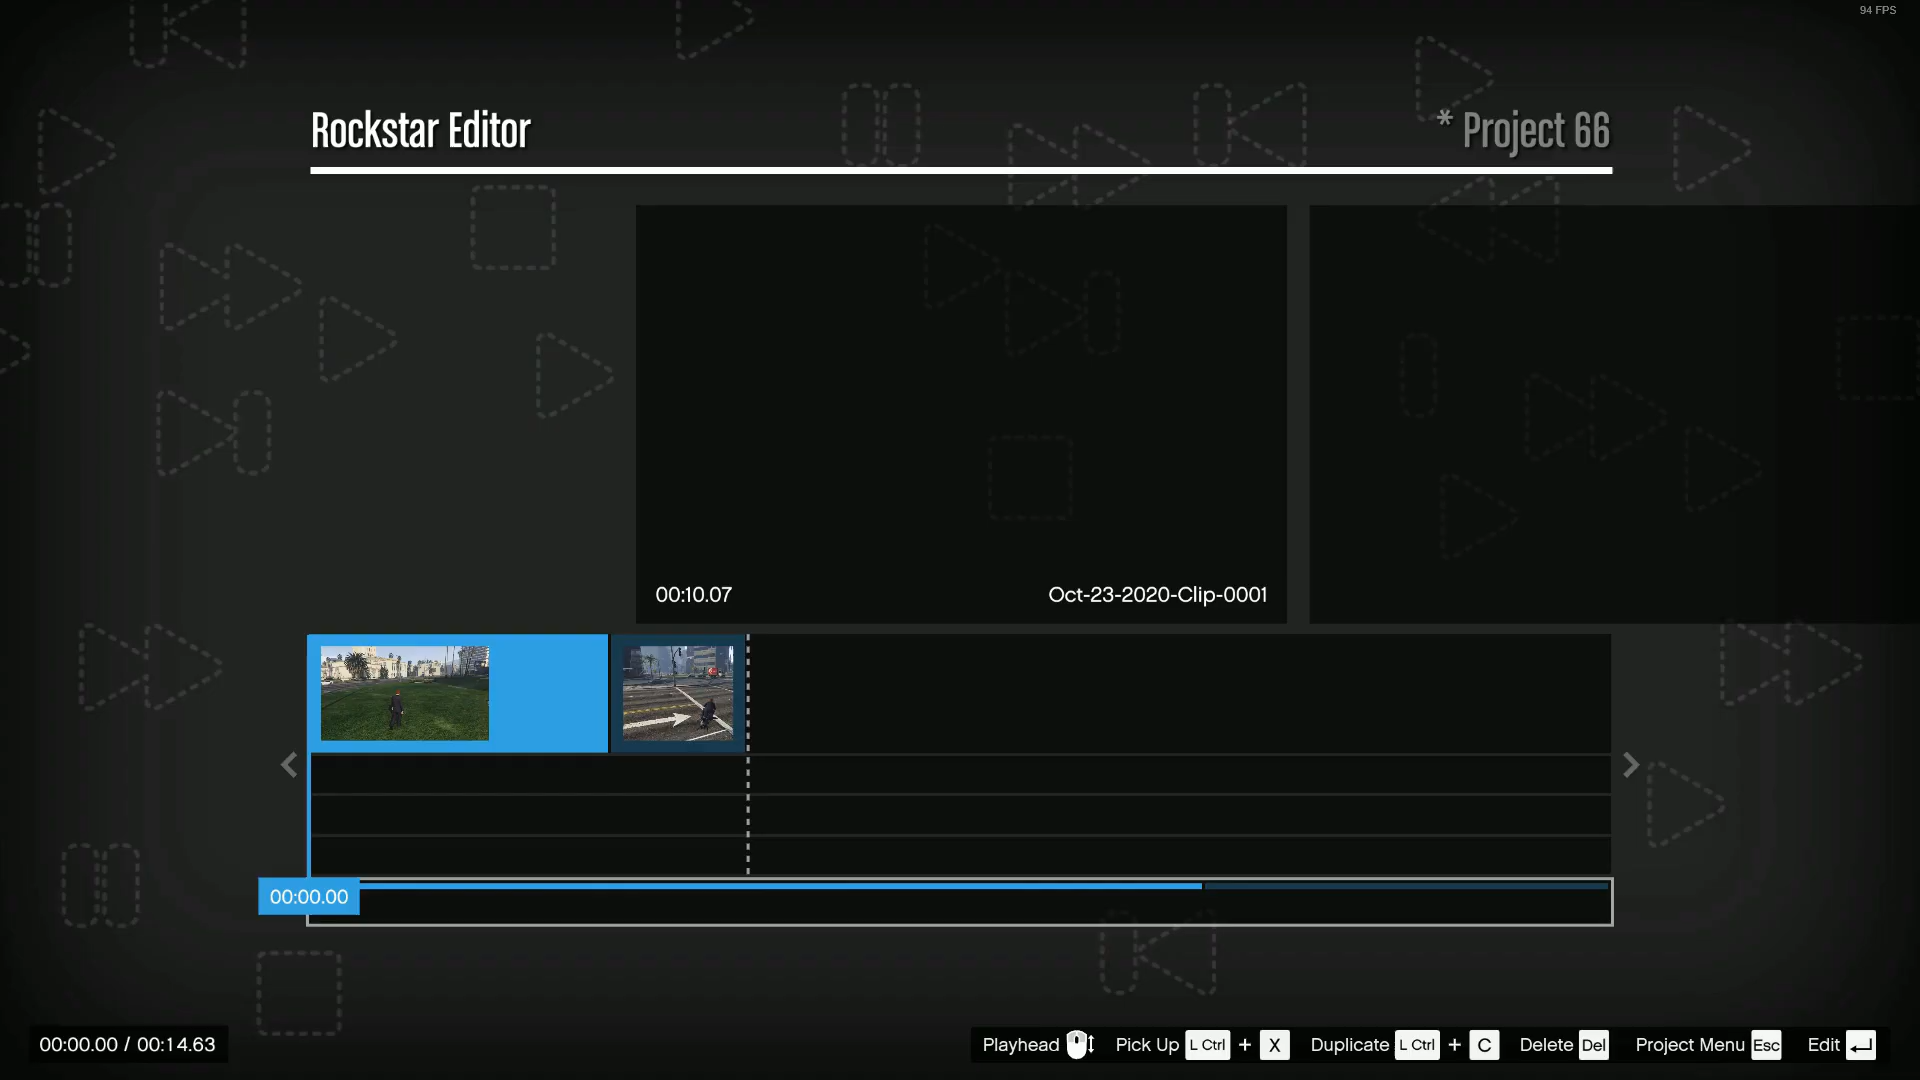 94 FPS
Rockstar Editor
* Project 66
00:10.07
Oct-23-2020-Clip-0001
00:00.00
00:00.00 / 00:14.63
Playhead Pick Up L Ctrl + X Duplicate L Ctrl + C Delete Del Project Menu Esc Edit